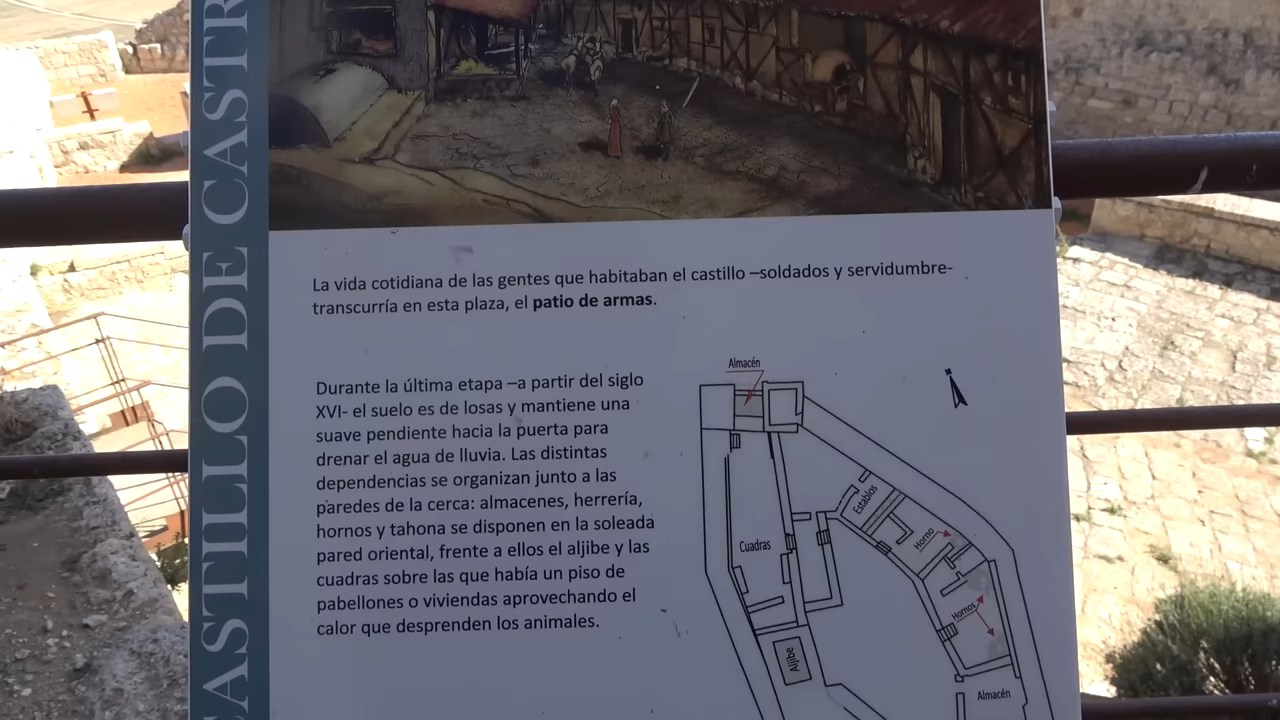 CASTILLO DE CASTR
La vida cotidiana de las gentes que habitaban el castillo –soldados y servidumbre-
transcurría en esta plaza, el patio de armas.
Durante la última etapa –a partir del siglo
XVI- el suelo es de losas y mantiene una
suave pendiente hacia la puerta para
drenar el agua de lluvia. Las distintas
dependencias se organizan junto a las
paredes de la cerca: almacenes, herrería,
hornos y tahona se disponen en la soleada
pared oriental, frente a ellos el aljibe y las
cuadras sobre las que había un piso de
pabellones o viviendas aprovechando el
calor que desprenden los animales.
Almacén
Establos
Horno
Cuadras
Hornos
Aljibe
Almacén